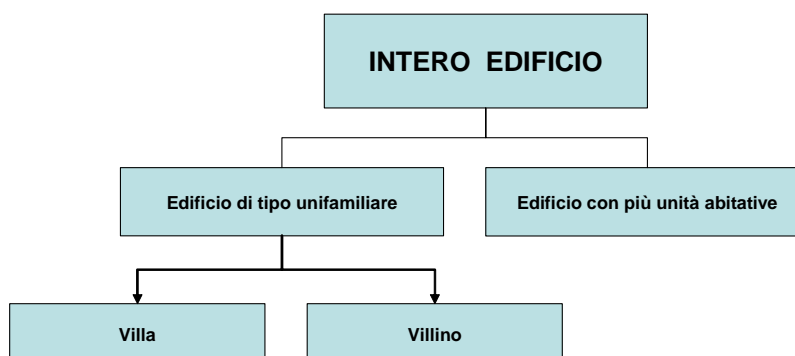 INTERO EDIFICIO
Edificio di tipo unifamiliare
Edificio con più unità abitative
Villa
Villino